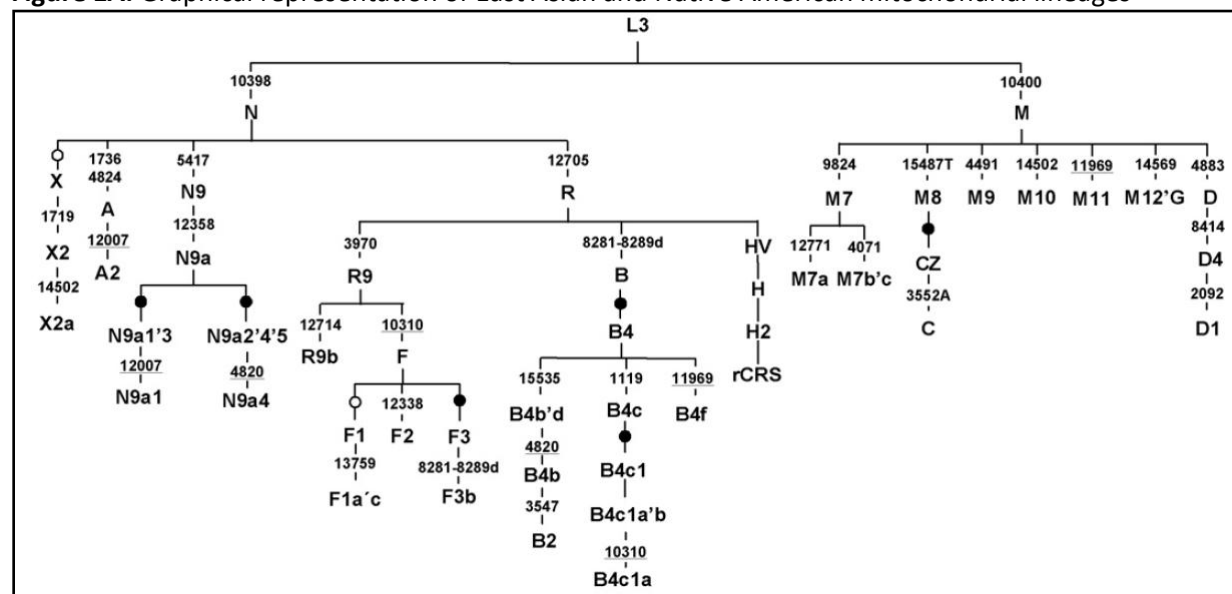 Figure Graphical representation of East Asian and Native American mitochondrial lineages
L3
10398 10400
N M
1736 5417 12705 9824 15487T 4491 14502 11969 14569 4883
X 4824 N9 R M7 M8 M9 M10 M11 M12'G D
1719 A 12358 3970 8281-8289d HV 12771 4071 8414
X2 12007 N9a R9 B H M7a M7b'c CZ D4
14502 A2 12714 10310 B4 H2 3552A 2092
X2a N9a1'3 N9a2'4'5 R9b F rCRS C D1
12007 4820 12338 15535 1119 11969
N9a1 N9a4 F1 F2 F3 B4b'd B4c B4f
13759 8281-8289d 4820
F1a´c F3b B4b B4c1
3547 B4c1a'b
B2 10310
B4c1a